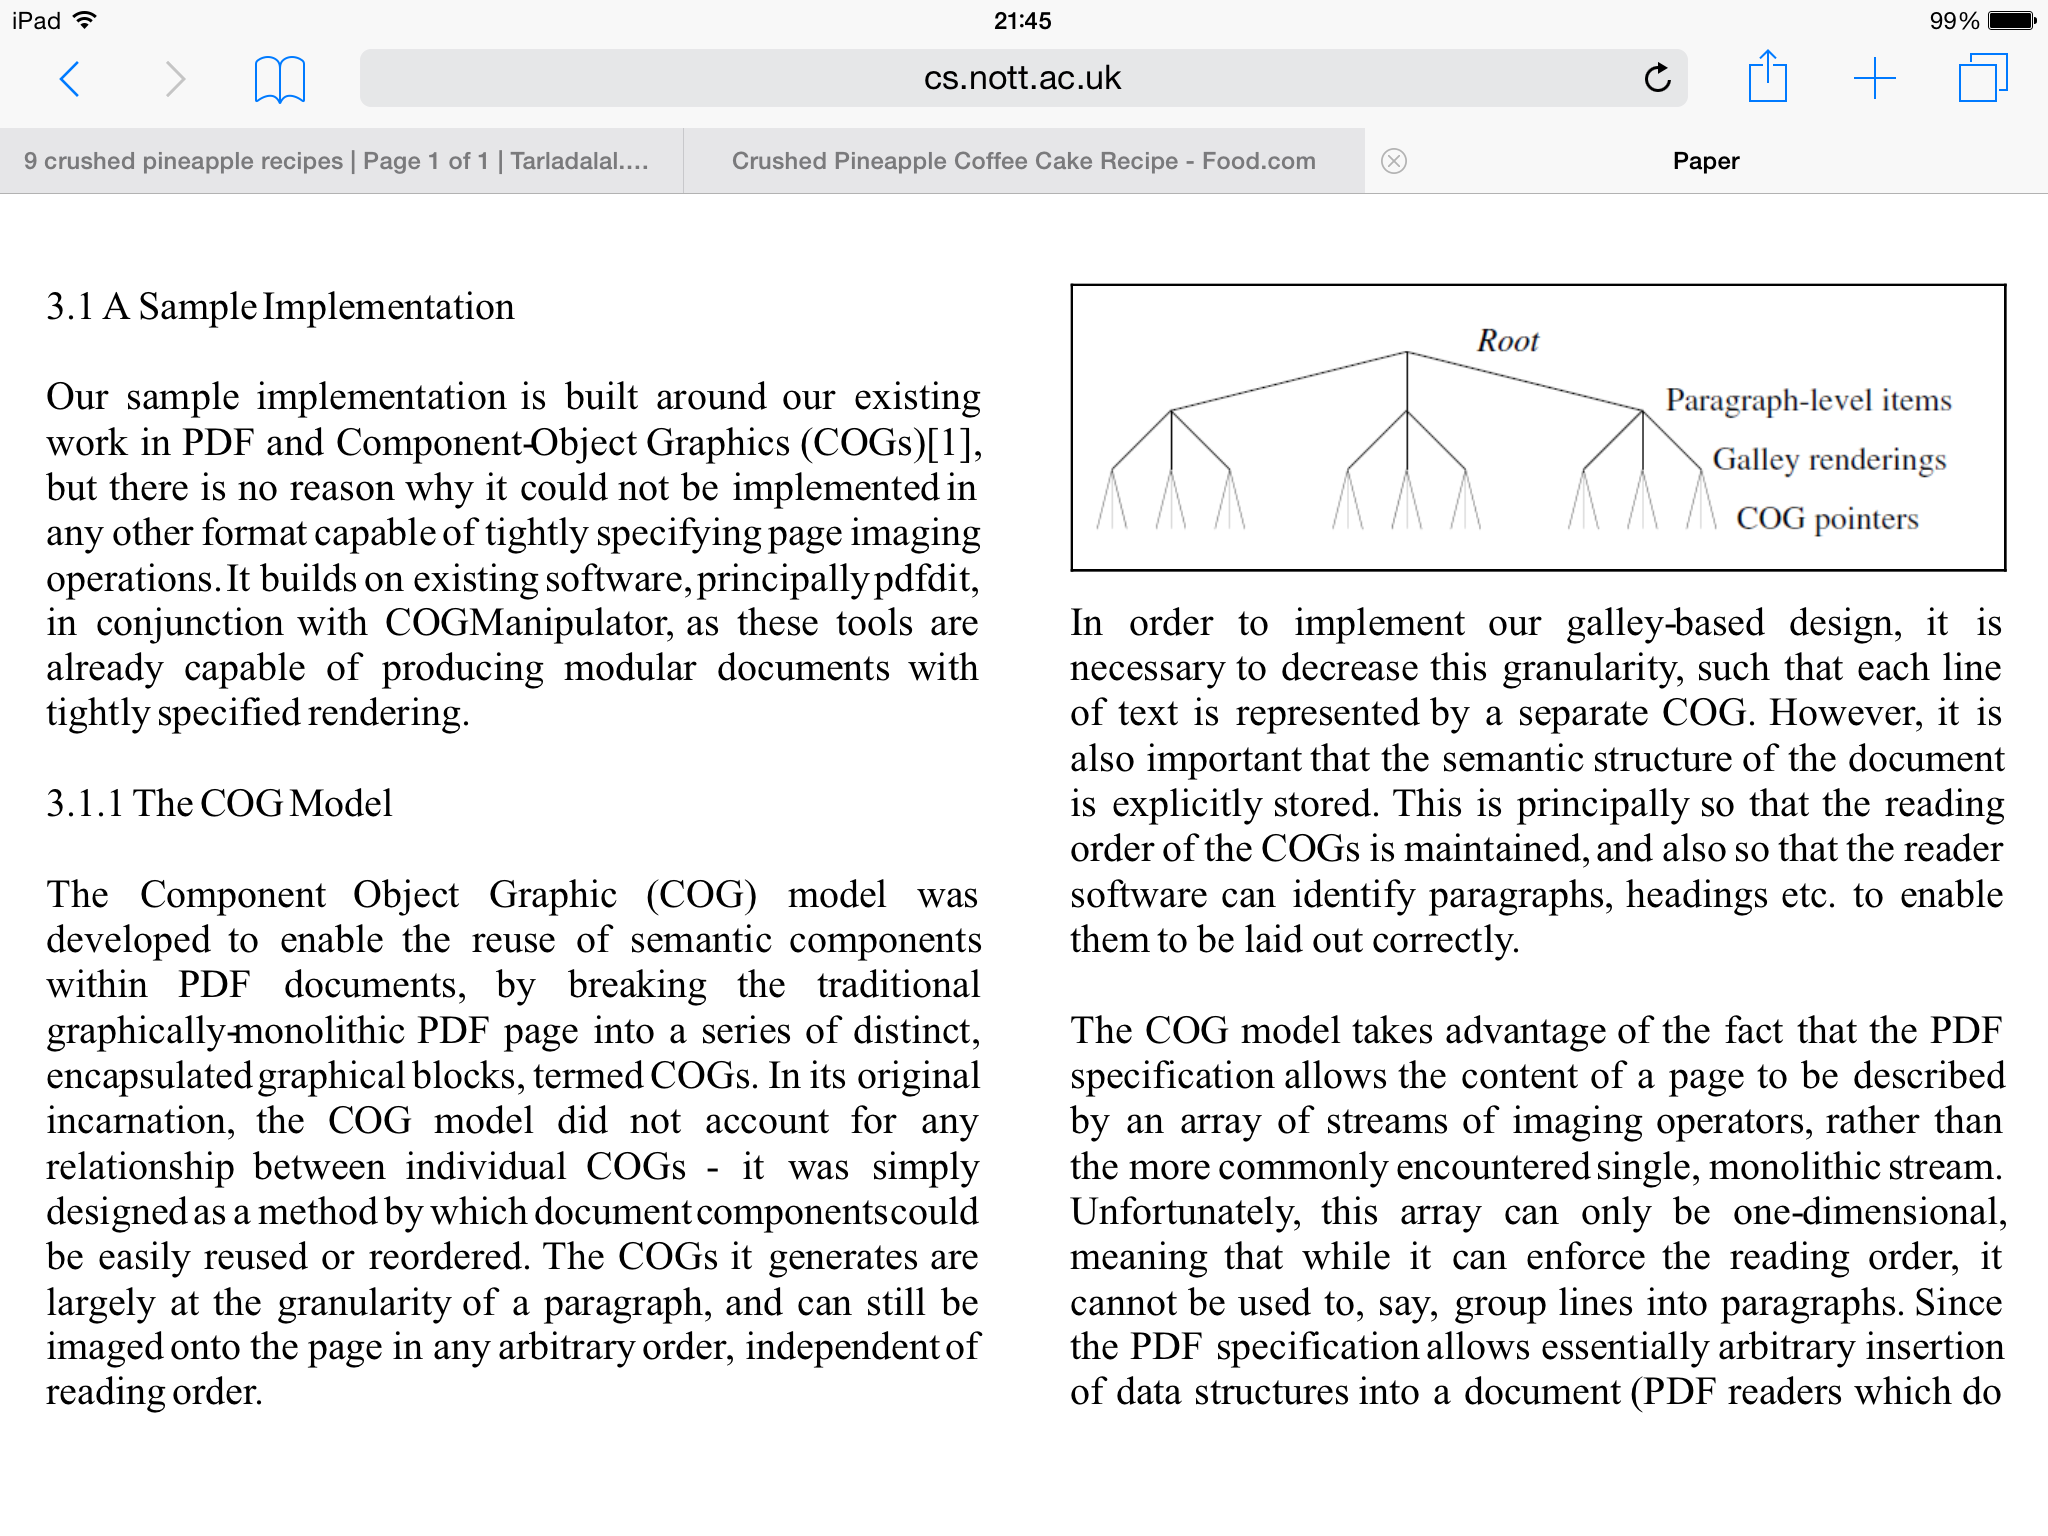 iPad
21:45
99%
cs.nott.ac.uk
9 crushed pineapple recipes | Page 1 of 1 | Tarladalal....
Crushed Pineapple Coffee Cake Recipe - Food.com
Paper
3.1 A Sample Implementation
Our sample implementation is built around our existing
work in PDF and Component-Object Graphics (COGs)[1],
but there is no reason why it could not be implemented in
any other format capable of tightly specifying page imaging
operations. It builds on existing software, principally pdfdit,
in conjunction with COGManipulator, as these tools are
already capable of producing modular documents with
tightly specified rendering.
3.1.1 The COG Model
The Component Object Graphic (COG) model was
developed to enable the reuse of semantic components
within PDF documents, by breaking the traditional
graphically-monolithic PDF page into a series of distinct,
encapsulated graphical blocks, termed COGs. In its original
incarnation, the COG model did not account for any
relationship between individual COGs - it was simply
designed as a method by which document components could
be easily reused or reordered. The COGs it generates are
largely at the granularity of a paragraph, and can still be
imaged onto the page in any arbitrary order, independent of
reading order.
Root
Paragraph-level items
Galley renderings
COG pointers
In order to implement our galley-based design, it is
necessary to decrease this granularity, such that each line
of text is represented by a separate COG. However, it is
also important that the semantic structure of the document
is explicitly stored. This is principally so that the reading
order of the COGs is maintained, and also so that the reader
software can identify paragraphs, headings etc. to enable
them to be laid out correctly.
The COG model takes advantage of the fact that the PDF
specification allows the content of a page to be described
by an array of streams of imaging operators, rather than
the more commonly encountered single, monolithic stream.
Unfortunately, this array can only be one-dimensional,
meaning that while it can enforce the reading order, it
cannot be used to, say, group lines into paragraphs. Since
the PDF specification allows essentially arbitrary insertion
of data structures into a document (PDF readers which do